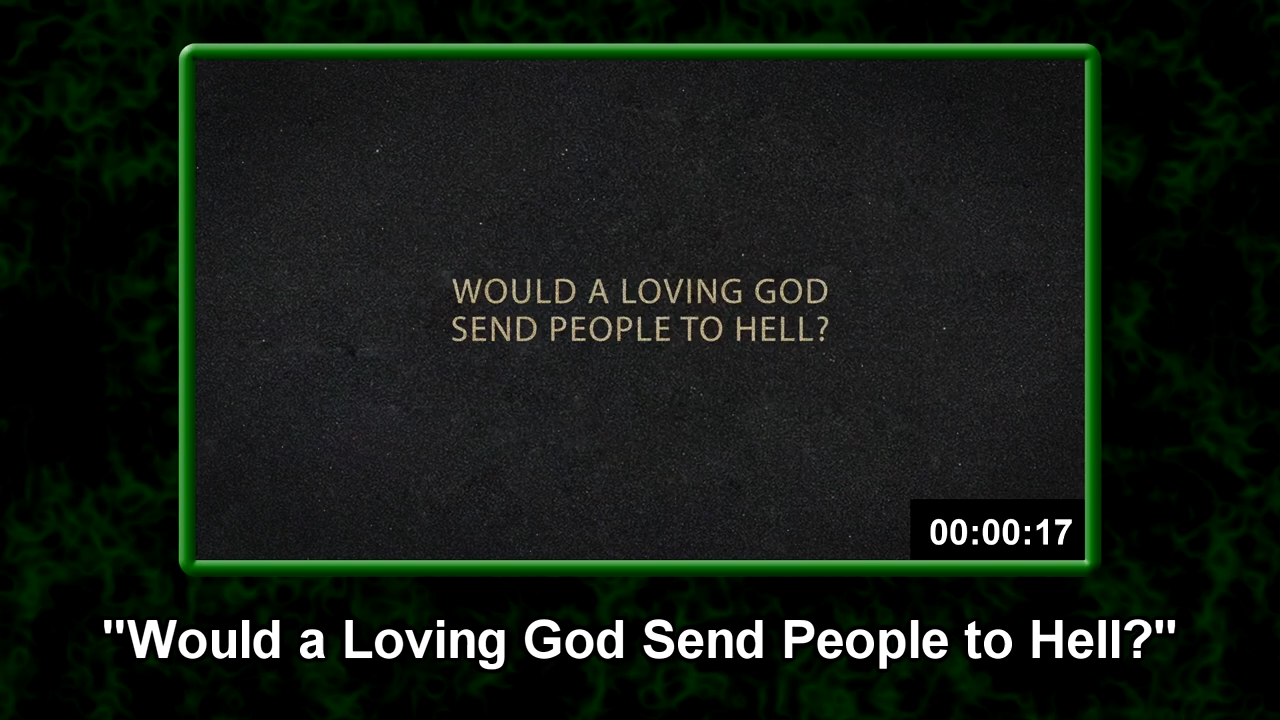 WOULD A LOVING GOD
SEND PEOPLE TO HELL?
00:00:17
"Would a Loving God Send People to Hell?"